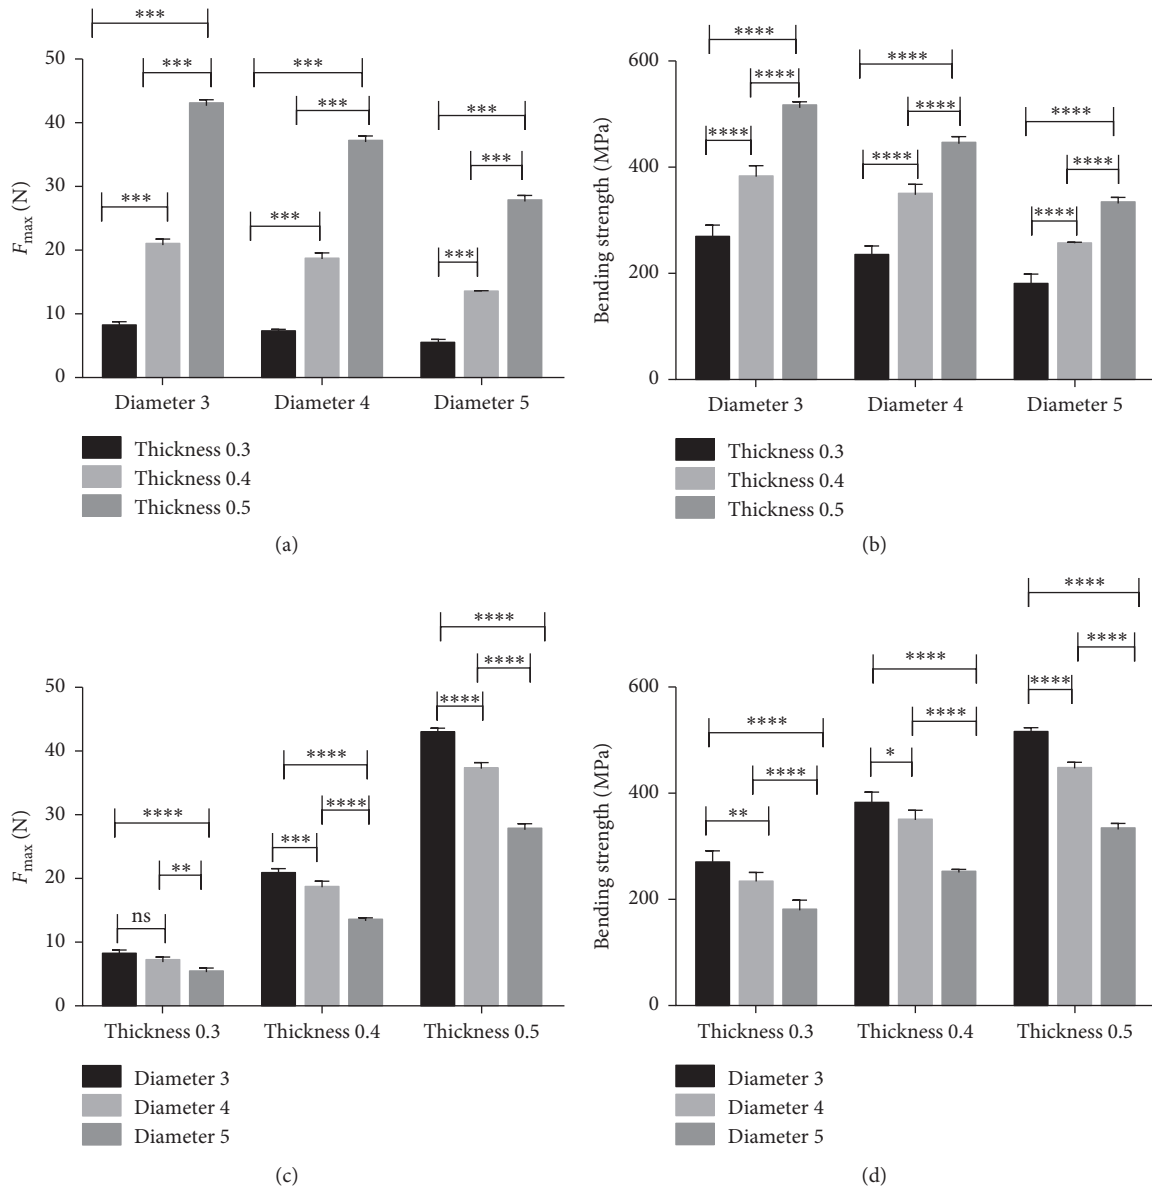 ***
***
***
***
***
***
***
***
***
50
40
30
20
10
0
Fmax (N)
Diameter 3 Diameter 4 Diameter 5
Thickness 0.3
Thickness 0.4
Thickness 0.5
(a)
****
****
****
****
****
****
****
****
****
600
400
200
0
Bending strength (MPa)
Diameter 3 Diameter 4 Diameter 5
Thickness 0.3
Thickness 0.4
Thickness 0.5
(b)
****
****
****
****
****
***
****
**
ns
50
40
30
20
10
0
Fmax (N)
Thickness 0.3 Thickness 0.4 Thickness 0.5
Diameter 3
Diameter 4
Diameter 5
(c)
****
****
****
****
****
*
****
****
**
600
400
200
0
Bending strength (MPa)
Thickness 0.3 Thickness 0.4 Thickness 0.5
Diameter 3
Diameter 4
Diameter 5
(d)